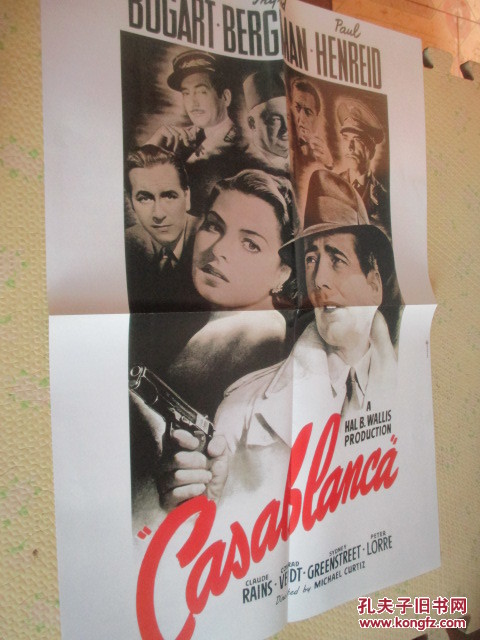 Paul
BOGART · BERG MAN · HENREID
A
HAL B. WALLIS
PRODUCTION
"Casablanca"
CLAUDE RAINS · CONRAD VEIDT · SYDNEY GREENSTREET · PETER LORRE
Directed by MICHAEL CURTIZ
孔夫子旧书网
www.kongfz.com